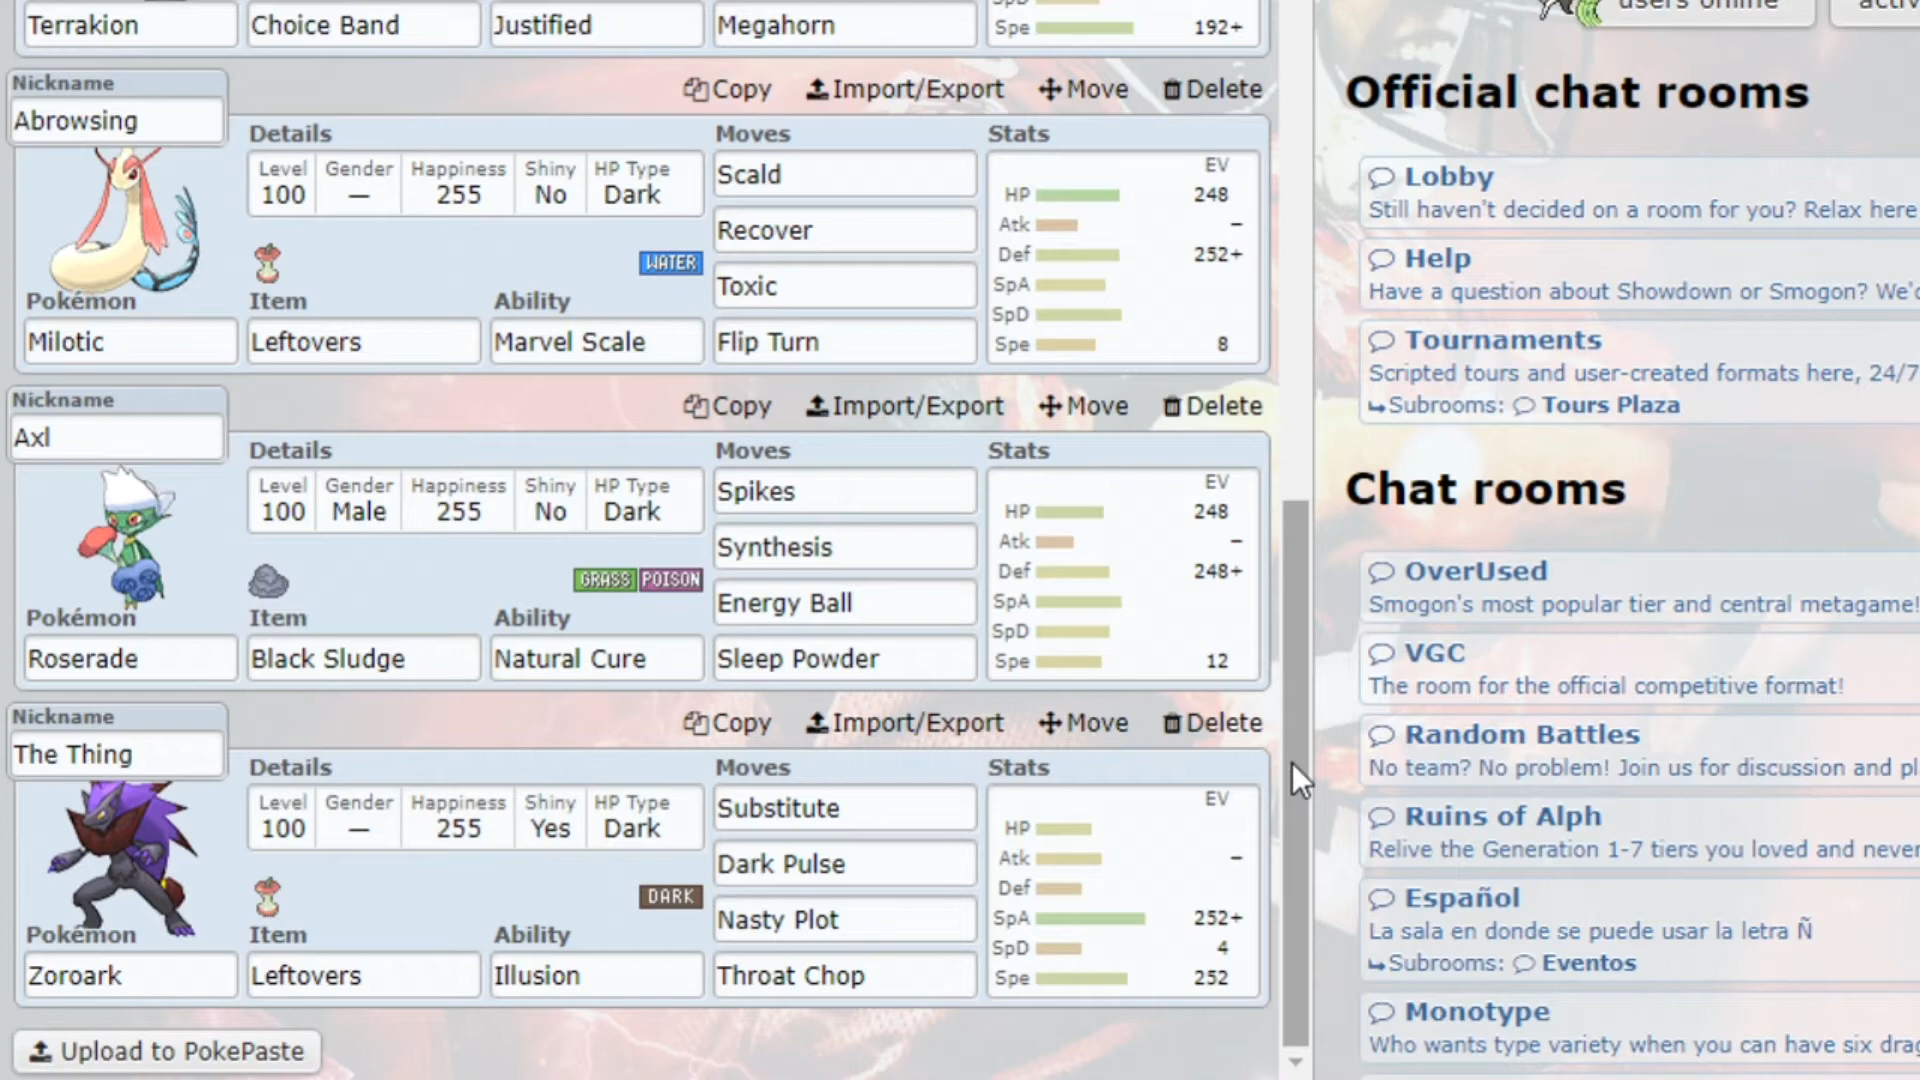 Terrakion Choice Band Justified Megahorn Spe 192+
Nickname
Abrowsing
Copy Import/Export Move Delete
Details Moves Stats
Level Gender Happiness Shiny HP Type
100 — 255 No Dark
Scald
Recover
Toxic
Flip Turn
EV
HP 248
Atk –
Def 252+
SpA
SpD
Spe 8
WATER
Pokémon Item Ability
Milotic Leftovers Marvel Scale
Nickname
Axl
Copy Import/Export Move Delete
Details Moves Stats
Level Gender Happiness Shiny HP Type
100 Male 255 No Dark
Spikes
Synthesis
Energy Ball
Sleep Powder
EV
HP 248
Atk –
Def 248+
SpA
SpD
Spe 12
GRASS POISON
Pokémon Item Ability
Roserade Black Sludge Natural Cure
Nickname
The Thing
Copy Import/Export Move Delete
Details Moves Stats
Level Gender Happiness Shiny HP Type
100 — 255 Yes Dark
Substitute
Dark Pulse
Nasty Plot
Throat Chop
EV
HP
Atk –
Def
SpA 252+
SpD 4
Spe 252
DARK
Pokémon Item Ability
Zoroark Leftovers Illusion
Upload to PokePaste
users online
Official chat rooms
Lobby
Still haven't decided on a room for you? Relax here
Help
Have a question about Showdown or Smogon? We'd
Tournaments
Scripted tours and user-created formats here, 24/7
Subrooms: Tours Plaza
Chat rooms
OverUsed
Smogon's most popular tier and central metagame!
VGC
The room for the official competitive format!
Random Battles
No team? No problem! Join us for discussion and pl
Ruins of Alph
Relive the Generation 1-7 tiers you loved and never
Español
La sala en donde se puede usar la letra Ñ
Subrooms: Eventos
Monotype
Who wants type variety when you can have six drag